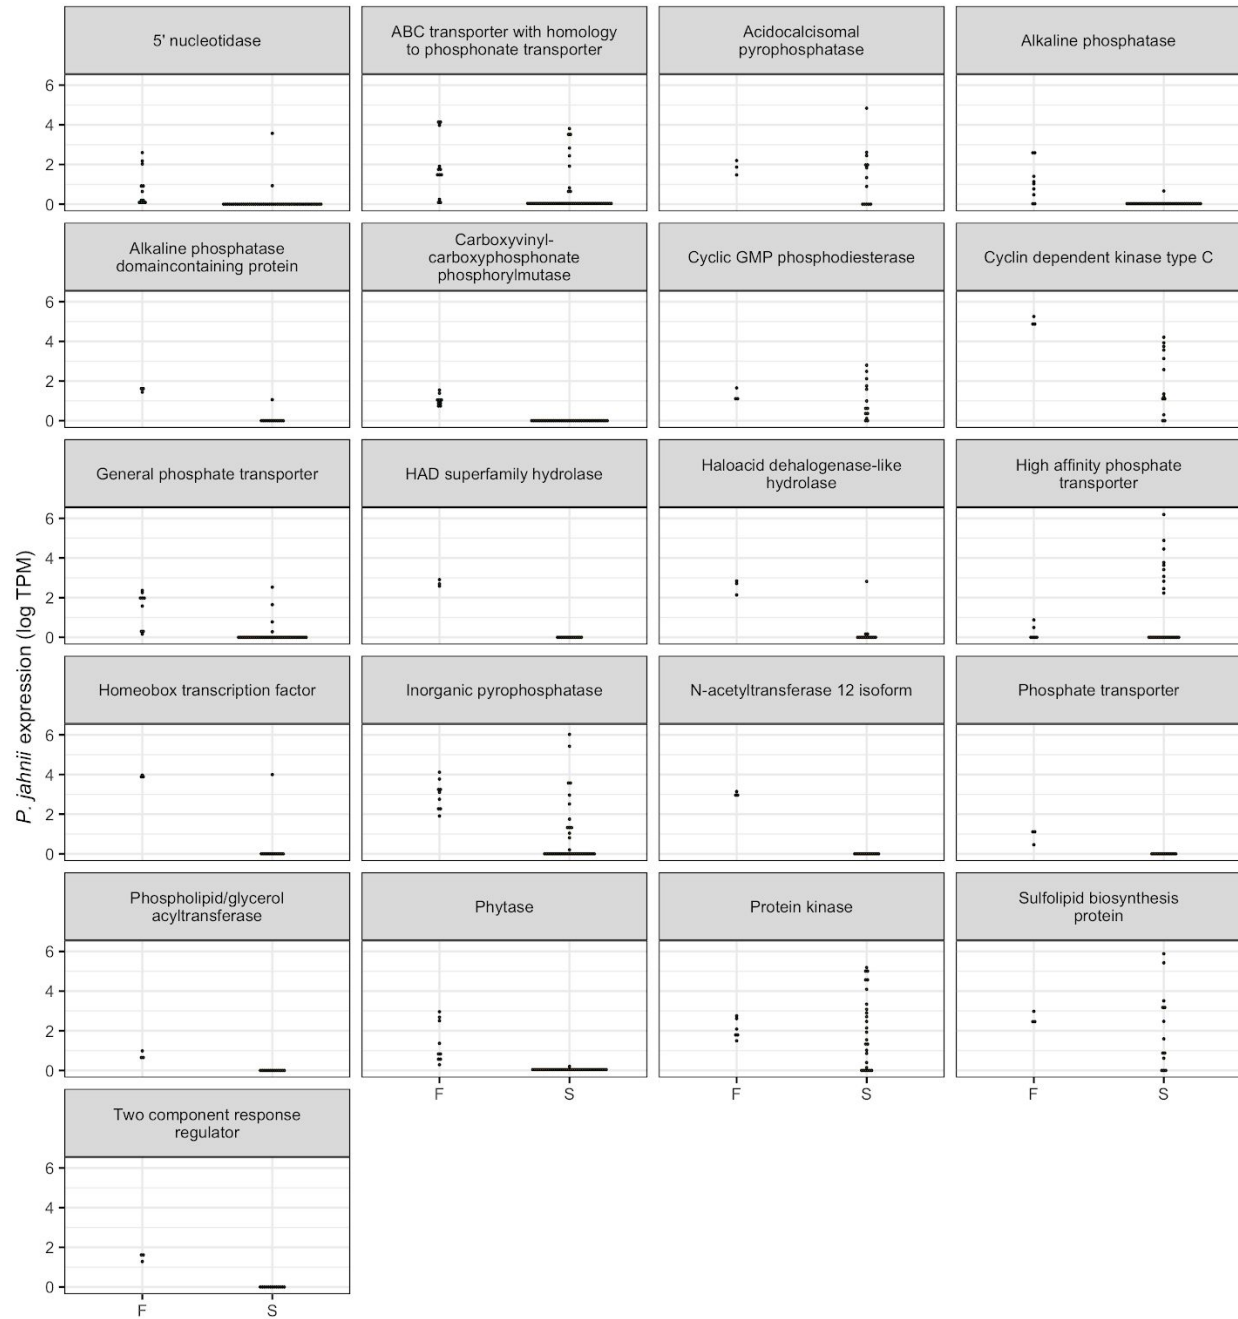 5' nucleotidase
ABC transporter with homology
to phosphonate transporter
Acidocalcisomal
pyrophosphatase
Alkaline phosphatase
6
4
2
0
Alkaline phosphatase
domaincontaining protein
Carboxyvinyl-
carboxyphosphonate
phosphorylmutase
Cyclic GMP phosphodiesterase
Cyclin dependent kinase type C
6
4
2
0
General phosphate transporter
HAD superfamily hydrolase
Haloacid dehalogenase-like
hydrolase
High affinity phosphate
transporter
6
4
2
0
P. jahnii expression (log TPM)
Homeobox transcription factor
Inorganic pyrophosphatase
N-acetyltransferase 12 isoform
Phosphate transporter
6
4
2
0
Phospholipid/glycerol
acyltransferase
Phytase
Protein kinase
Sulfolipid biosynthesis
protein
6
4
2
0
F S F S F S
Two component response
regulator
6
4
2
0
F S